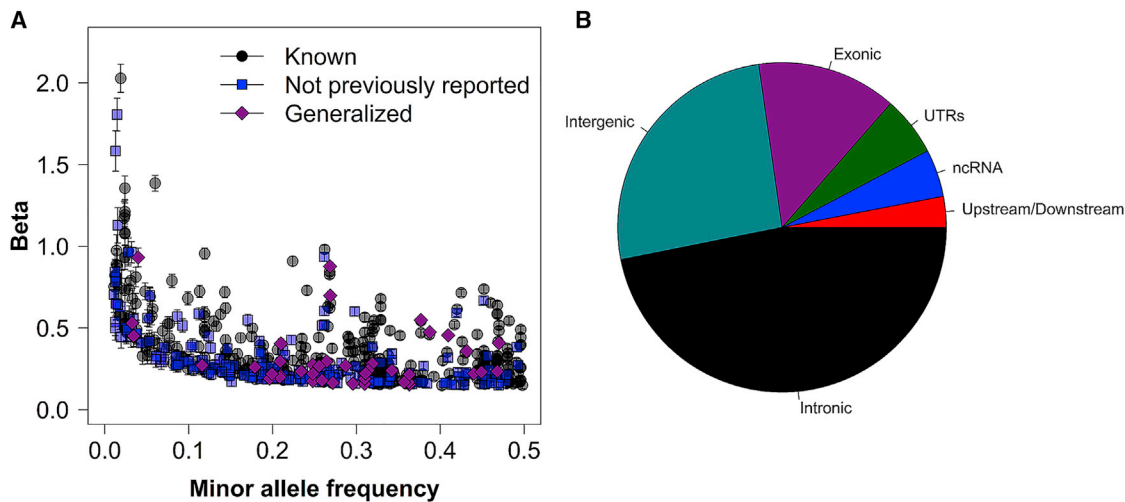 A
Beta
2.0
1.5
1.0
0.5
0.0
Known
Not previously reported
Generalized
0.0 0.1 0.2 0.3 0.4 0.5
Minor allele frequency
B
Exonic
UTRs
ncRNA
Upstream/Downstream
Intergenic
Intronic